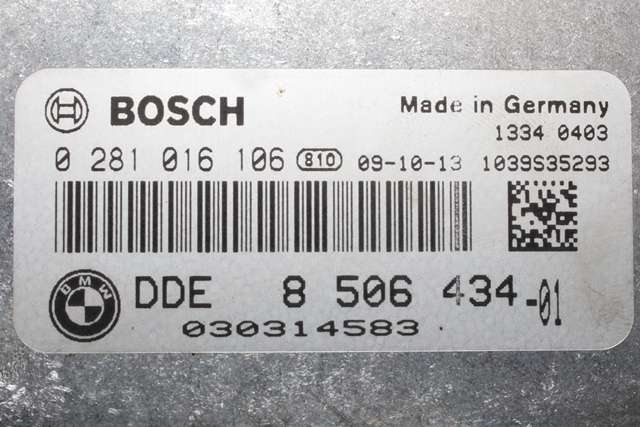 BOSCH
Made in Germany
1334 0403
0 281 016 106 810 09-10-13 1039S35293
BMW
DDE 8 506 434-01
030314583